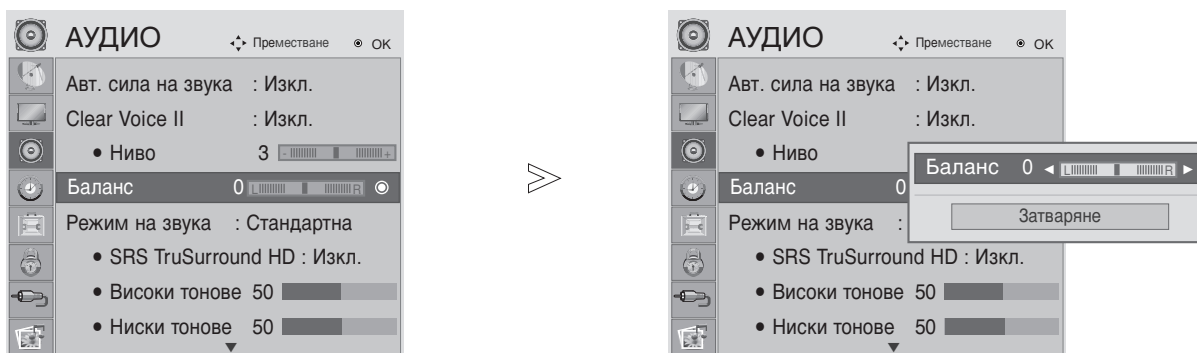 АУДИО Преместване OK
Авт. сила на звука : Изкл.
Clear Voice II : Изкл.
• Ниво 3 - +
Баланс 0 L R
Режим на звука : Стандартна
• SRS TruSurround HD : Изкл.
• Високи тонове 50
• Ниски тонове 50
АУДИО Преместване OK
Авт. сила на звука : Изкл.
Clear Voice II : Изкл.
• Ниво
Баланс 0
Режим на звука :
• SRS TruSurround HD : Изкл.
• Високи тонове 50
• Ниски тонове 50
Баланс 0 L R
Затваряне